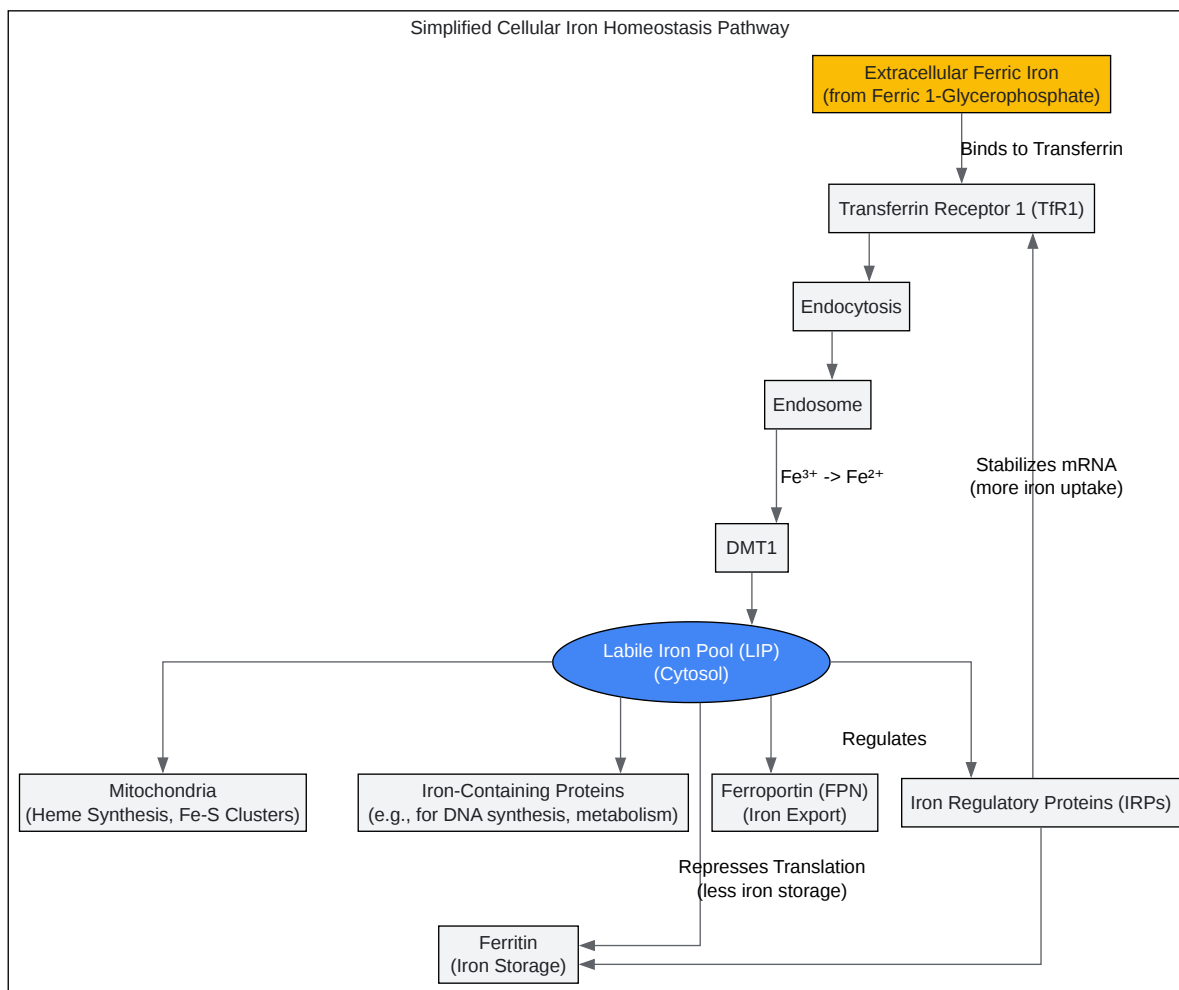 Simplified Cellular Iron Homeostasis Pathway
Extracellular Ferric Iron
(from Ferric 1-Glycerophosphate)
Binds to Transferrin
Transferrin Receptor 1 (TfR1)
Endocytosis
Endosome
Fe³⁺ -> Fe²⁺
Stabilizes mRNA
(more iron uptake)
DMT1
Labile Iron Pool (LIP)
(Cytosol)
Regulates
Mitochondria
(Heme Synthesis, Fe-S Clusters)
Iron-Containing Proteins
(e.g., for DNA synthesis, metabolism)
Ferroportin (FPN)
(Iron Export)
Iron Regulatory Proteins (IRPs)
Represses Translation
(less iron storage)
Ferritin
(Iron Storage)